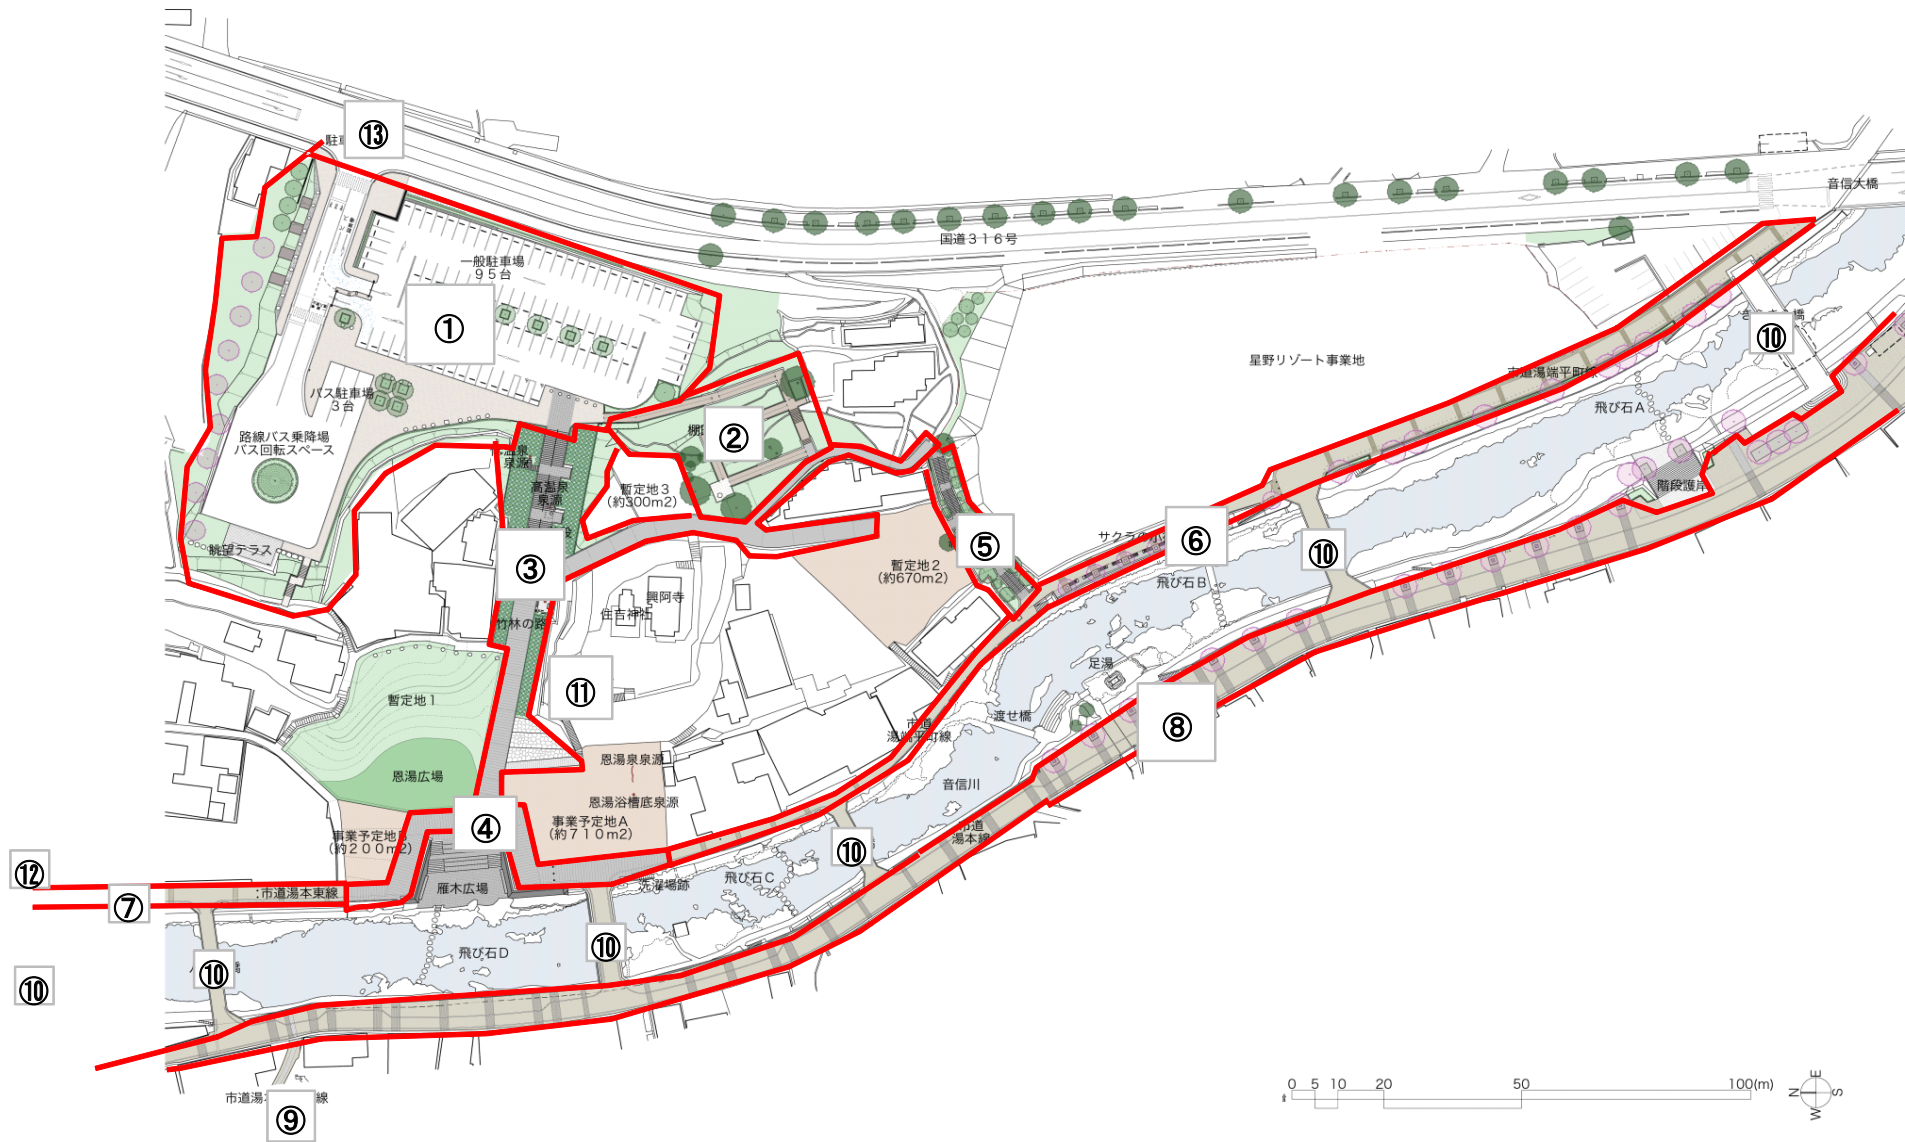 ⑬
音信大橋
国道３１６号
一般駐車場
９５台
①
⑩
星野リゾート事業地
市道湯端平町線
飛び石Ａ
バス駐車場
３台
②
路線バス乗降場
バス回転スペース
泉源
高温泉
泉源
暫定地３
（約300m2）
階段護岸
眺望テラス
③
⑤
⑥
⑩
暫定地２
（約670m2）
飛び石Ｂ
興阿寺
住吉神社
竹林の路
足湯
⑪
暫定地１
渡せ橋
⑧
市道
湯端平町線
恩湯泉源
恩湯広場
音信川
恩湯浴槽底泉源
④
事業予定地Ａ
（約７１０m2）
事業予定地
（約２００m2）
市道
湯本線
⑩
⑫
⑦
市道湯本東線
雁木広場
洗濯場跡
飛び石Ｃ
飛び石Ｄ
⑩
⑩
⑩
0 5 10 20 50 100(m)
N E S W
市道湯
線
⑨